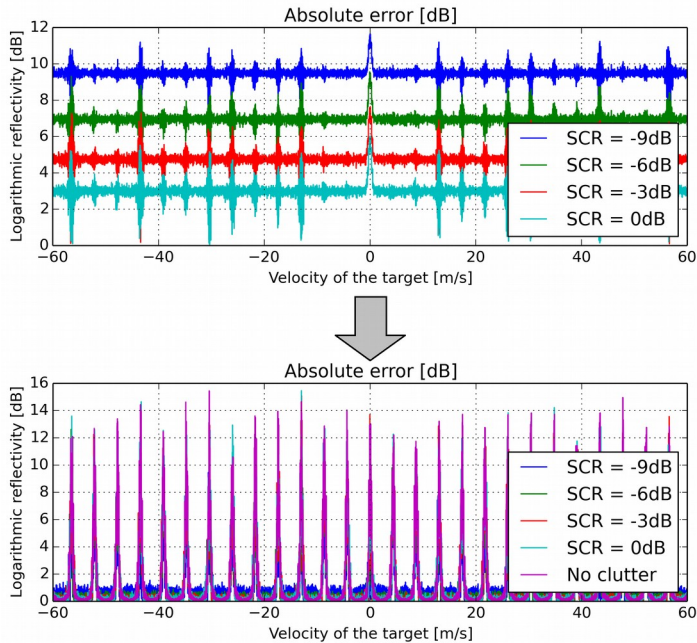 Absolute error [dB]
Logarithmic reflectivity [dB]
12
10
8
6
4
2
0
SCR = -9dB
SCR = -6dB
SCR = -3dB
SCR = 0dB
−60 −40 −20 0 20 40 60
Velocity of the target [m/s]
Absolute error [dB]
Logarithmic reflectivity [dB]
16
14
12
10
8
6
4
2
0
SCR = -9dB
SCR = -6dB
SCR = -3dB
SCR = 0dB
No clutter
−60 −40 −20 0 20 40 60
Velocity of the target [m/s]